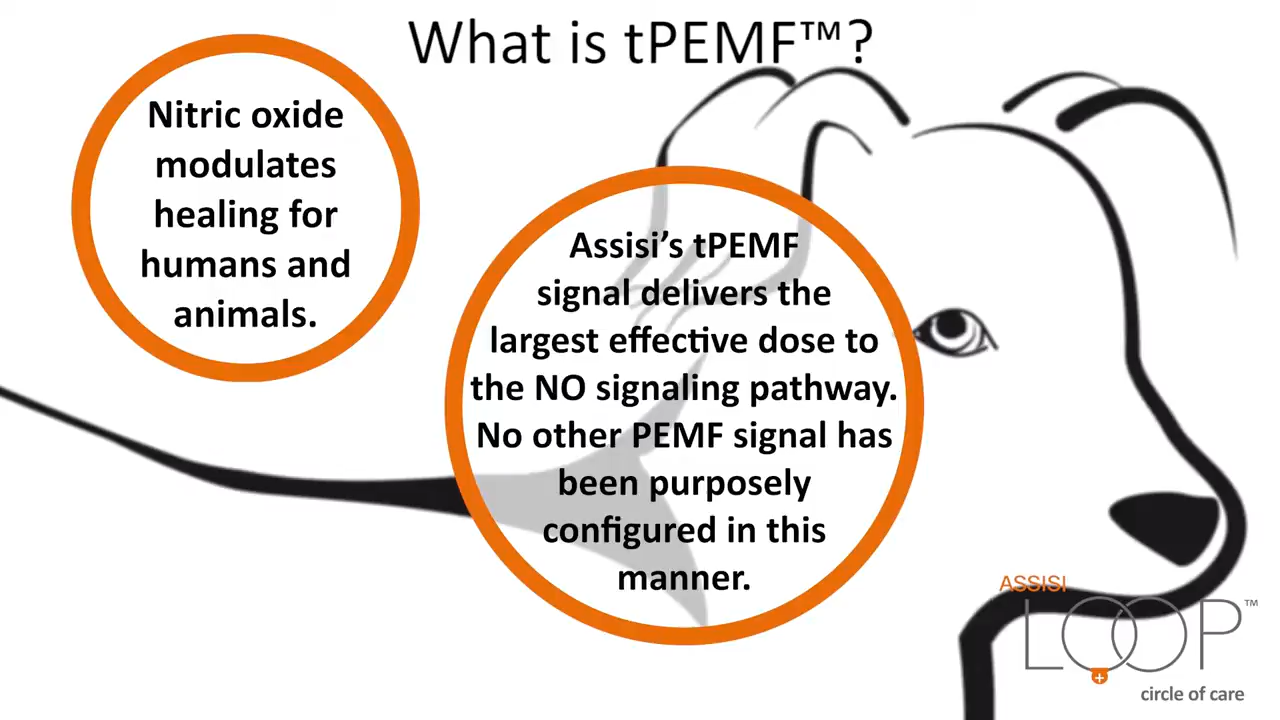 What is tPEMF™?
Nitric oxide
modulates
healing for
humans and
animals.
Assisi’s tPEMF
signal delivers the
largest effective dose to
the NO signaling pathway.
No other PEMF signal has
been purposely
configured in this
manner.
ASSISI
LOOP™
circle of care